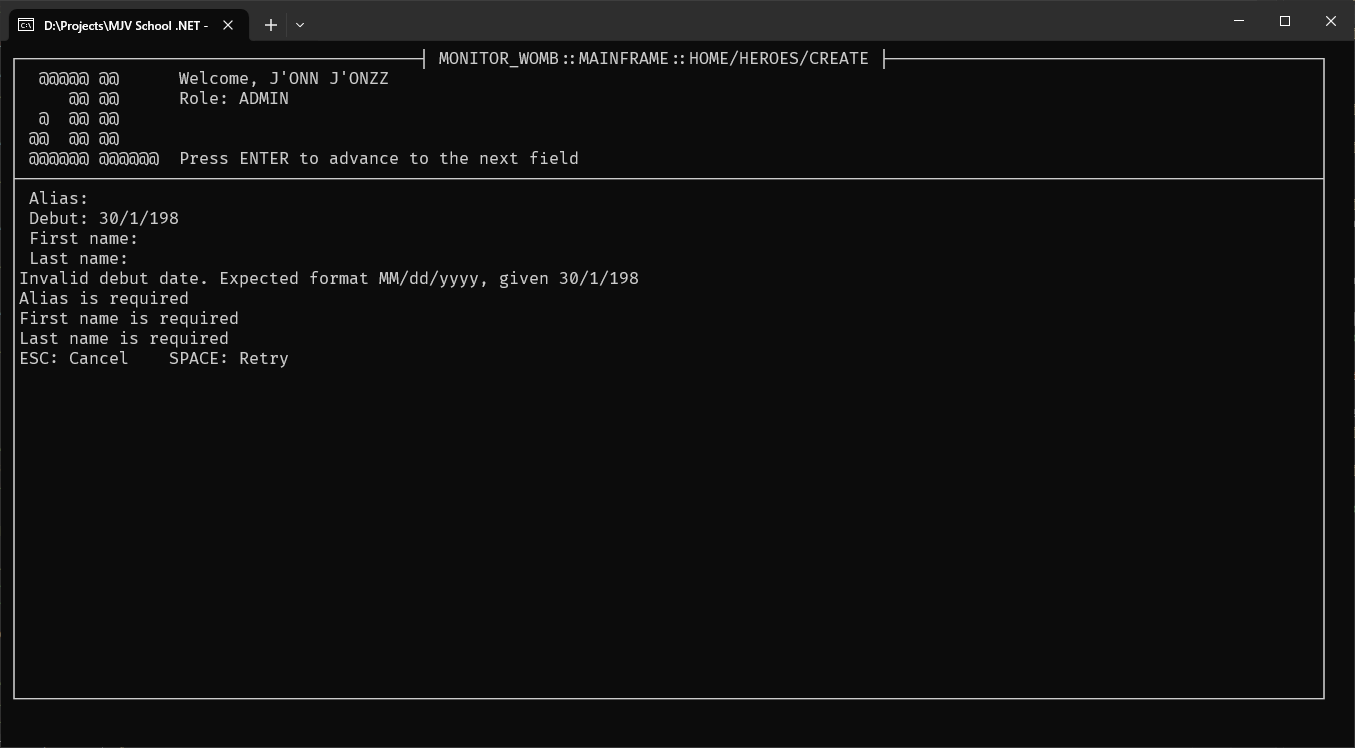 D:\Projects\MJV School .NET -
MONITOR_WOMB::MAINFRAME::HOME/HEROES/CREATE
@@@@@ @@ Welcome, J'ONN J'ONZZ
@@ @@ Role: ADMIN
@ @@ @@
@@ @@ @@
@@@@@@ @@@@@@ Press ENTER to advance to the next field
Alias:
Debut: 30/1/198
First name:
Last name:
Invalid debut date. Expected format MM/dd/yyyy, given 30/1/198
Alias is required
First name is required
Last name is required
ESC: Cancel SPACE: Retry